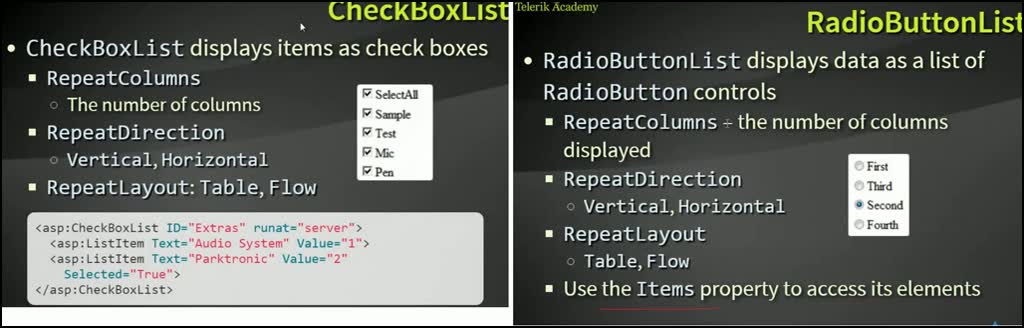 CheckBoxList
CheckBoxList displays items as check boxes
RepeatColumns
The number of columns
RepeatDirection
Vertical, Horizontal
RepeatLayout: Table, Flow
SelectAll
Sample
Test
Mic
Pen
<asp:CheckBoxList ID="Extras" runat="server">
<asp:ListItem Text="Audio System" Value="1">
<asp:ListItem Text="Parktronic" Value="2"
Selected="True">
</asp:CheckBoxList>
Telerik Academy
RadioButtonList
RadioButtonList displays data as a list of
RadioButton controls
RepeatColumns ÷ the number of columns
displayed
RepeatDirection
Vertical, Horizontal
RepeatLayout
Table, Flow
Use the Items property to access its elements
First
Third
Second
Fourth